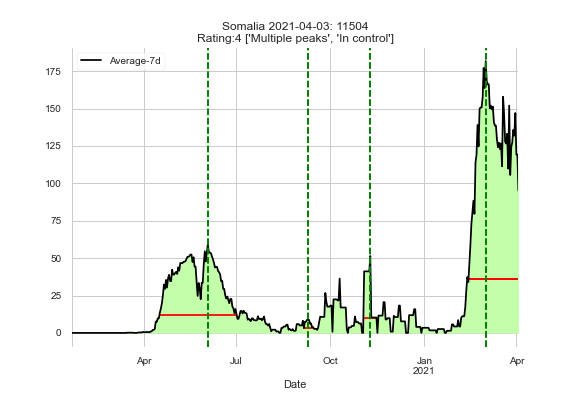 Somalia 2021-04-03: 11504
Rating:4 ['Multiple peaks', 'In control']
Average-7d
175
150
125
100
75
50
25
0
Apr Jul Oct Jan Apr
2021
Date